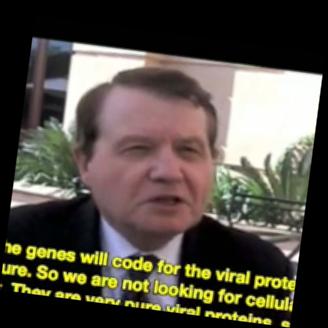 he genes will code for the viral prote
ure. So we are not looking for cellula
They are very pure viral proteins, s